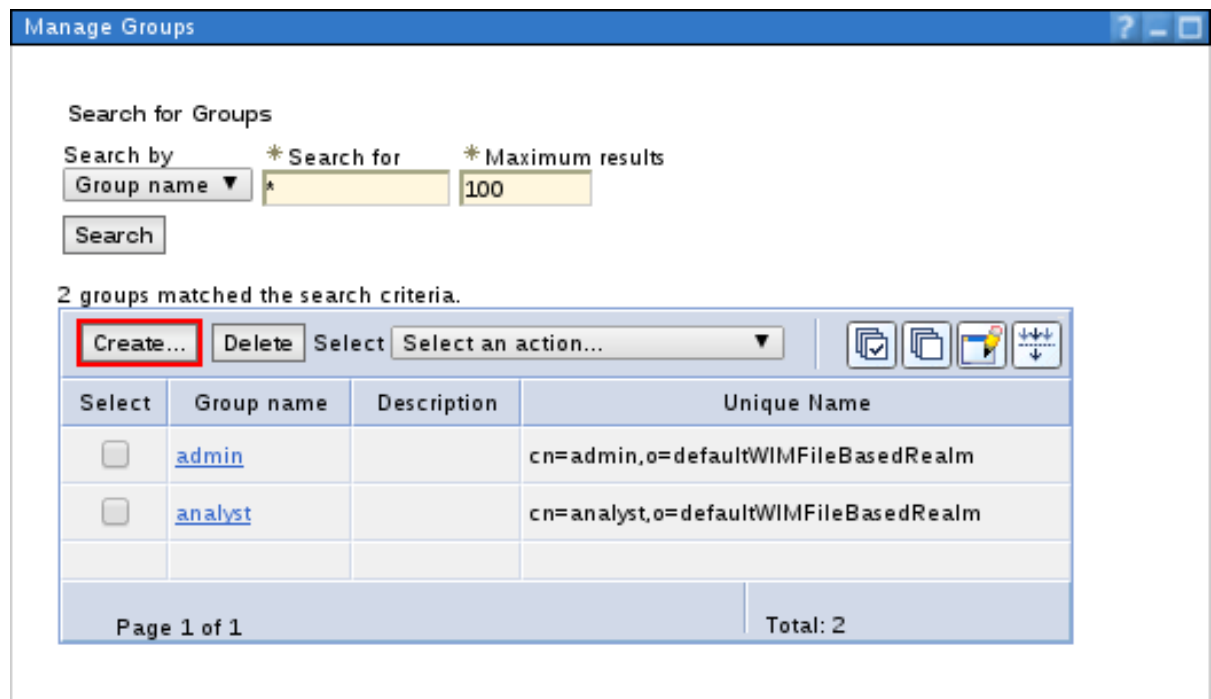 Manage Groups ?
Search for Groups
Search by * Search for * Maximum results
Group name * 100
Search
2 groups matched the search criteria.
Create... Delete Select Select an action...
Select Group name Description Unique Name
admin cn=admin,o=defaultWIMFileBasedRealm
analyst cn=analyst,o=defaultWIMFileBasedRealm
Page 1 of 1 Total: 2